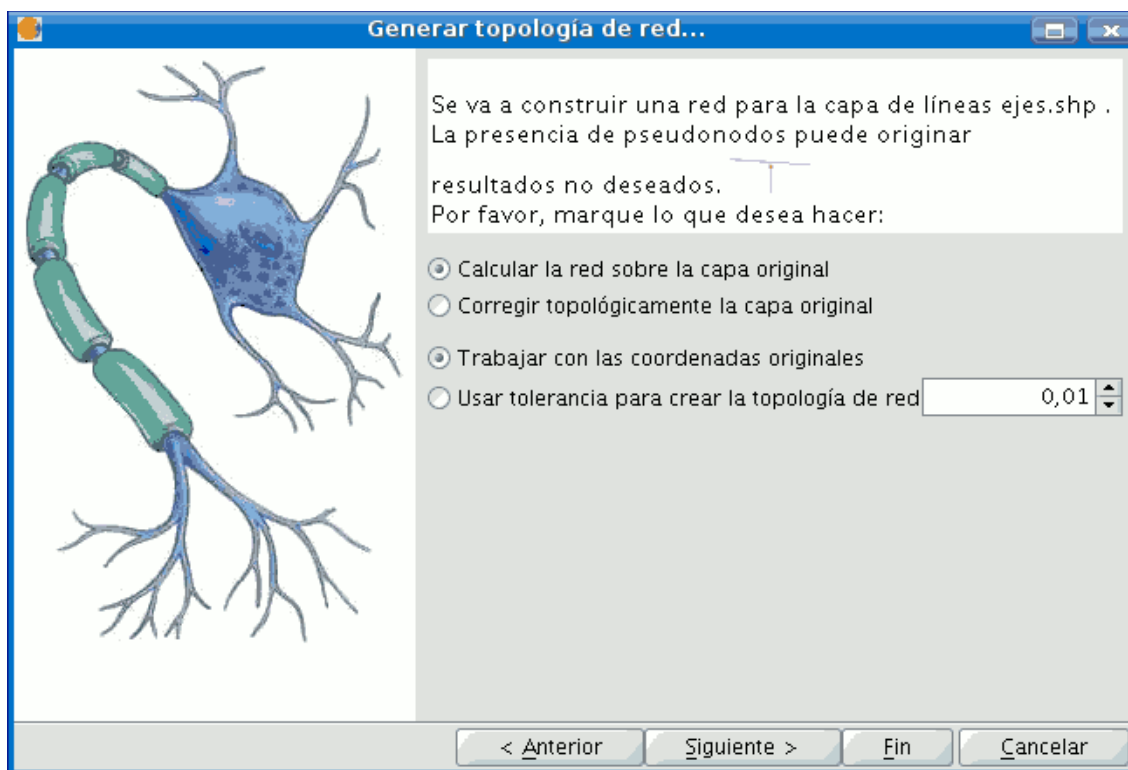 Generar topología de red...
Se va a construir una red para la capa de líneas ejes.shp .
La presencia de pseudonodos puede originar
resultados no deseados.
Por favor, marque lo que desea hacer:
Calcular la red sobre la capa original
Corregir topológicamente la capa original
Trabajar con las coordenadas originales
Usar tolerancia para crear la topología de red 0,01
< Anterior Siguiente > Fin Cancelar